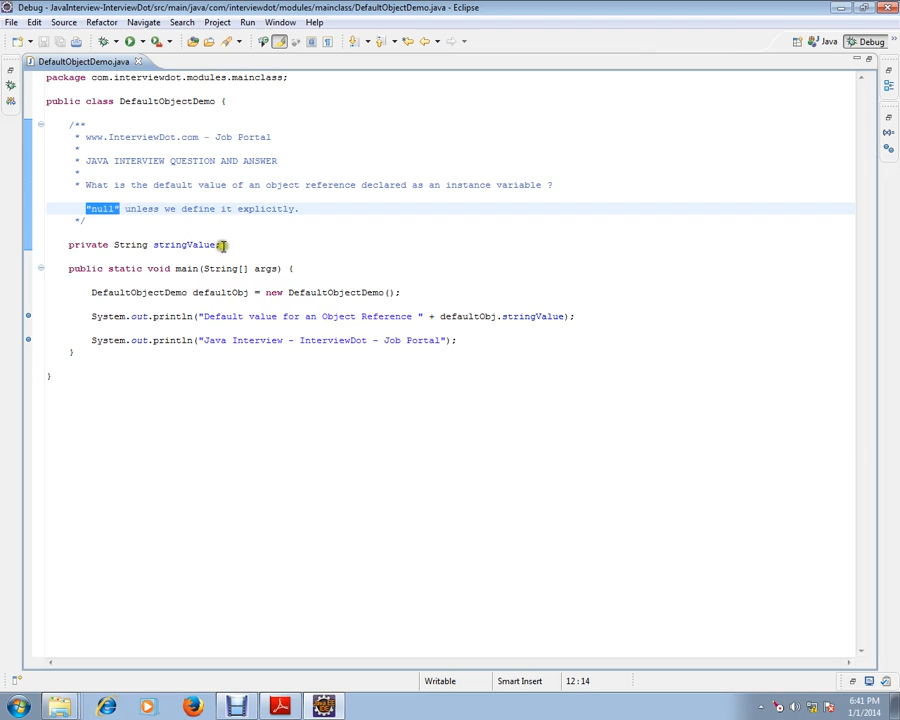 Debug - JavaInterview-InterviewDot/src/main/java/com/interviewdot/modules/mainclass/DefaultObjectDemo.java - Eclipse
File Edit Source Refactor Navigate Search Project Run Window Help
Java Debug
DefaultObjectDemo.java
package com.interviewdot.modules.mainclass;
public class DefaultObjectDemo {
/**
* www.InterviewDot.com - Job Portal
*
* JAVA INTERVIEW QUESTION AND ANSWER
*
* What is the default value of an object reference declared as an instance variable ?
"null" unless we define it explicitly.
*/
private String stringValue;
public static void main(String[] args) {
DefaultObjectDemo defaultObj = new DefaultObjectDemo();
System.out.println("Default value for an Object Reference " + defaultObj.stringValue);
System.out.println("Java Interview - InterviewDot - Job Portal");
}
}
Writable Smart Insert 12 : 14
6:41 PM
1/1/2014